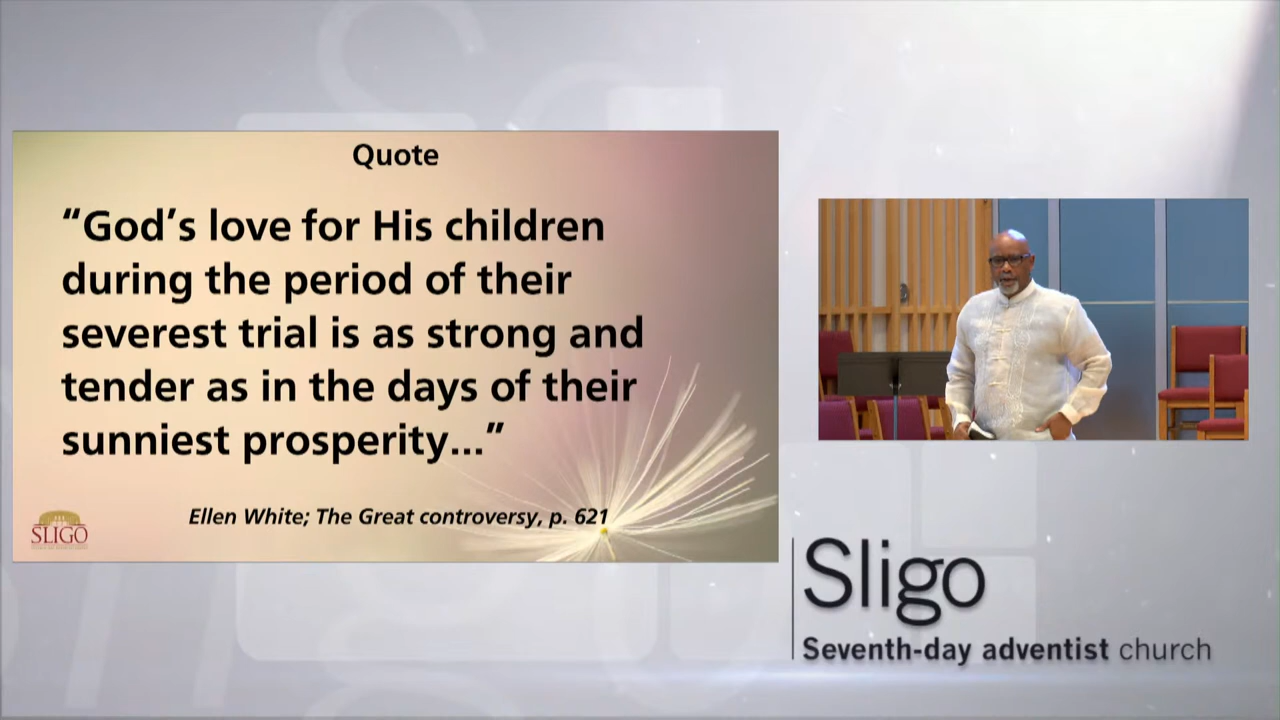 Quote
“God’s love for His children
during the period of their
severest trial is as strong and
tender as in the days of their
sunniest prosperity...”
Ellen White; The Great controversy, p. 621
SLIGO
Sligo
Seventh-day adventist church